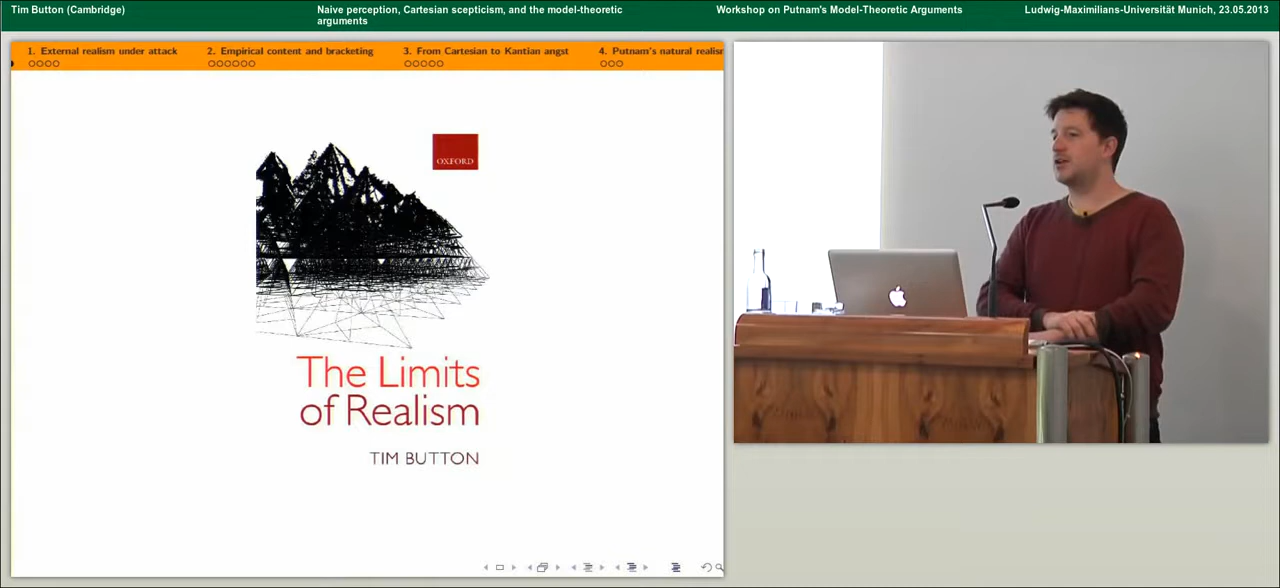 Tim Button (Cambridge)
Naive perception, Cartesian scepticism, and the model-theoretic
arguments
Workshop on Putnam's Model-Theoretic Arguments
Ludwig-Maximilians-Universität Munich, 23.05.2013
1. External realism under attack
2. Empirical content and bracketing
3. From Cartesian to Kantian angst
4. Putnam's natural realism
OXFORD
The Limits
of Realism
TIM BUTTON